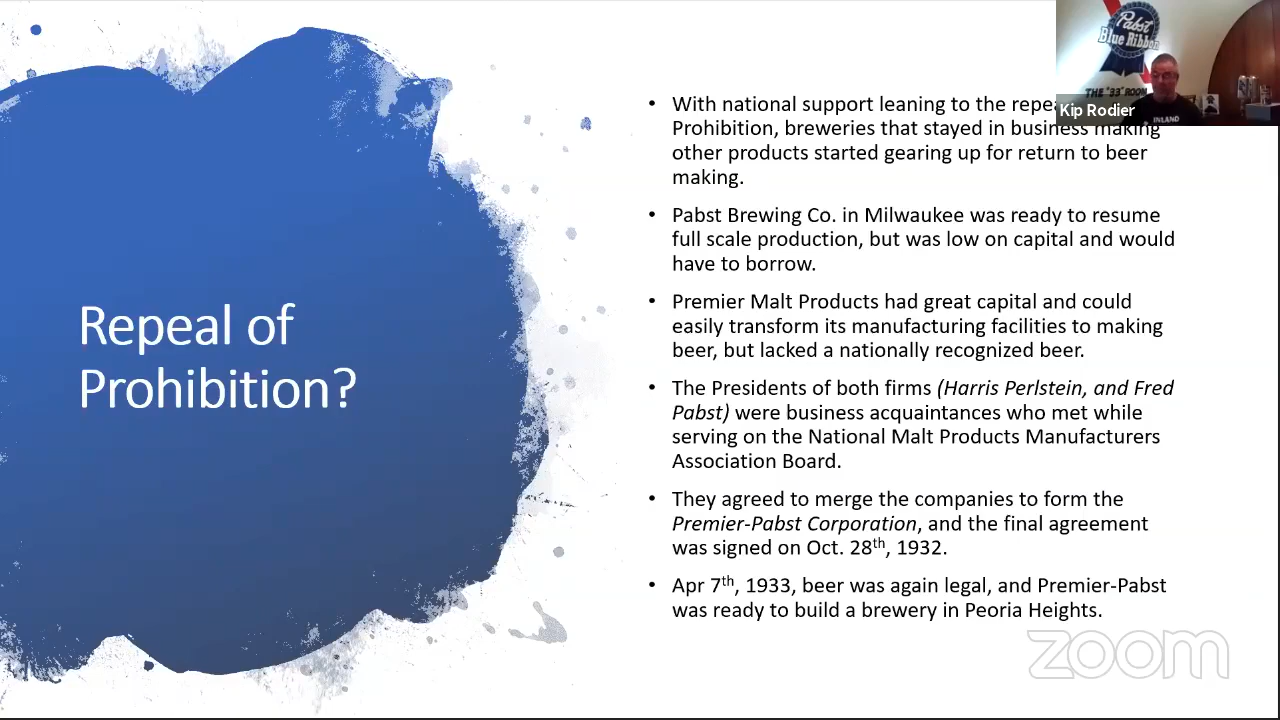 Repeal of
Prohibition?
• With national support leaning to the
Prohibition, breweries that stayed in business making
other products started gearing up for return to beer
making.
• Pabst Brewing Co. in Milwaukee was ready to resume
full scale production, but was low on capital and would
have to borrow.
• Premier Malt Products had great capital and could
easily transform its manufacturing facilities to making
beer, but lacked a nationally recognized beer.
• The Presidents of both firms (Harris Perlstein, and Fred
Pabst) were business acquaintances who met while
serving on the National Malt Products Manufacturers
Association Board.
• They agreed to merge the companies to form the
Premier-Pabst Corporation, and the final agreement
was signed on Oct. 28th, 1932.
• Apr 7th, 1933, beer was again legal, and Premier-Pabst
was ready to build a brewery in Peoria Heights.
Pabst
Blue Ribbon
THE "33" ROOM
Kip Rodier
zoom